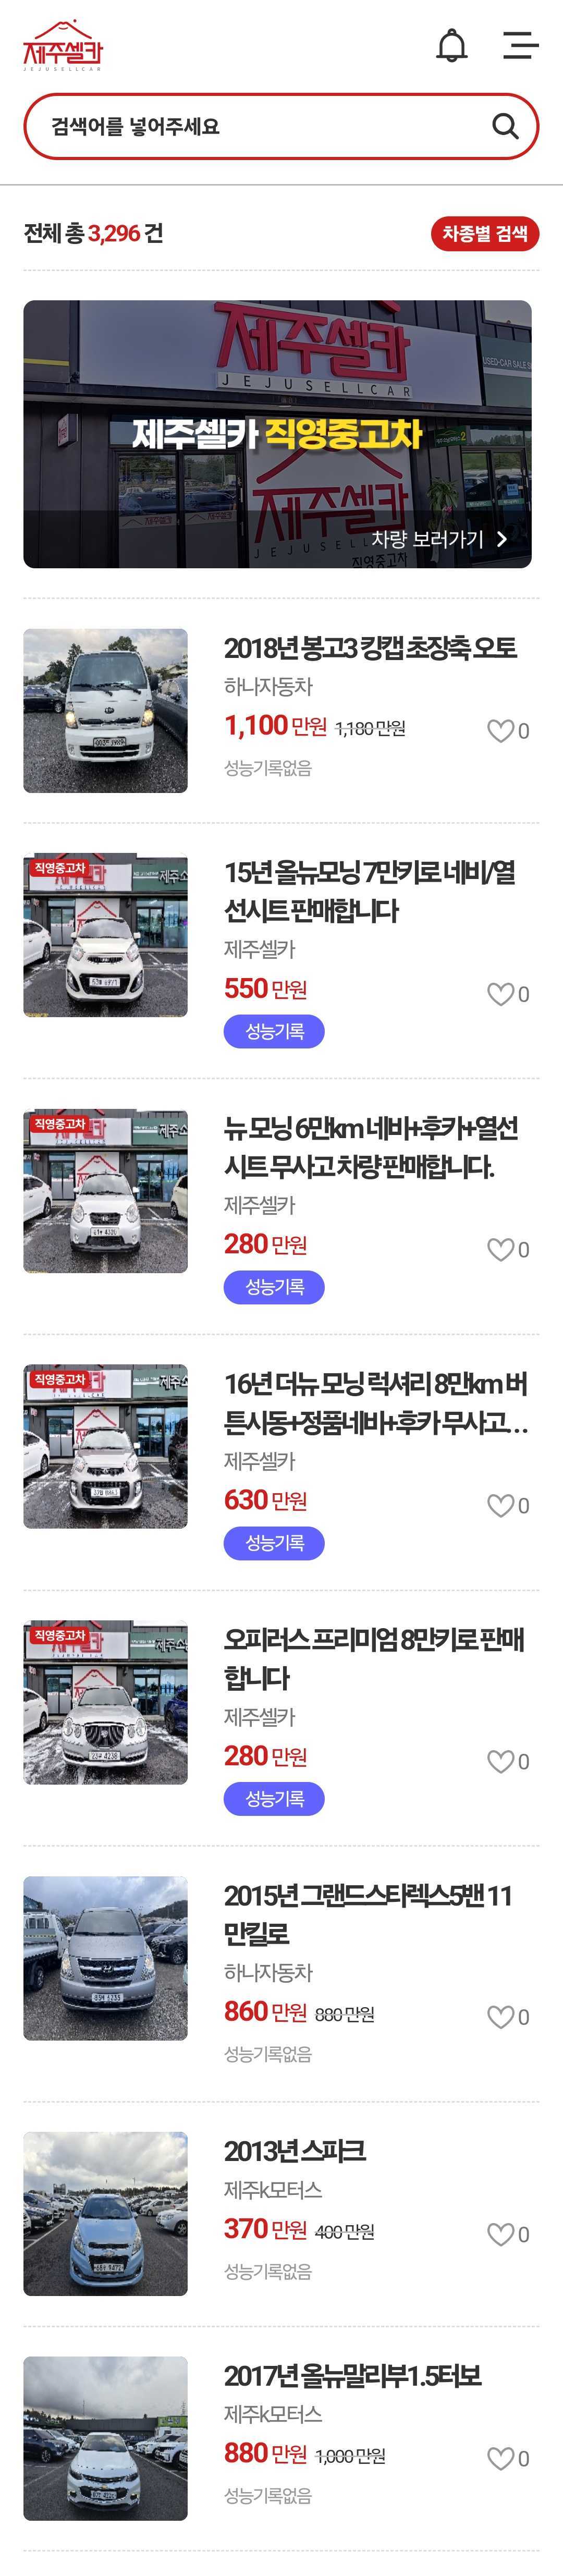 제주셀카
JEJUSELLCAR
검색어를 넣어주세요
전체 총 3,296 건
차종별 검색
제주셀카
JEJUSELLCAR
USED-CAR SALES
제주셀카 직영중고차
차량 보러가기
2018년 봉고3 킹캡 초장축 오토
하나자동차
1,100 만원 1,180 만원
0
성능기록없음
직영중고차
15년 올뉴모닝 7만키로 네비/열
선시트 판매합니다
제주셀카
550 만원
0
성능기록
직영중고차
뉴 모닝 6만km 네바+후카+열선
시트 무사고 차량 판매합니다.
제주셀카
280 만원
0
성능기록
직영중고차
16년 더뉴 모닝 럭셔리 8만km 버
튼시동+정품네바+후카 무사고…
제주셀카
630 만원
0
성능기록
직영중고차
오피러스 프리미엄 8만키로 판매
합니다
제주셀카
280 만원
0
성능기록
2015년 그랜드스타렉스5밴 11
만킬로
하나자동차
860 만원 880 만원
0
성능기록없음
2013년 스파크
제주k모터스
370 만원 400 만원
0
성능기록없음
2017년 올뉴말리부1.5터보
제주k모터스
880 만원 1,000 만원
0
성능기록없음